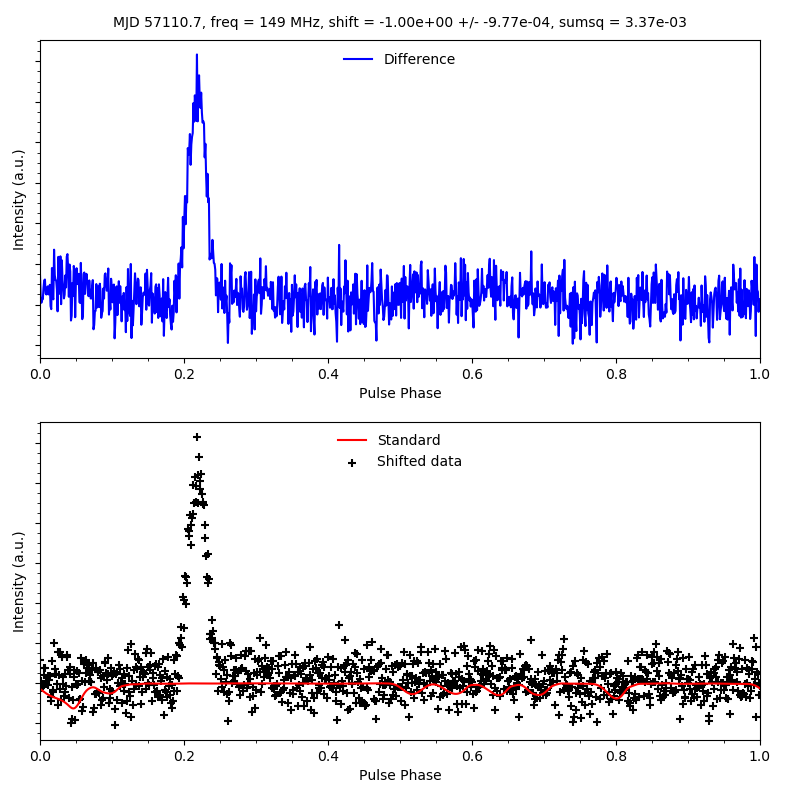 MJD 57110.7, freq = 149 MHz, shift = -1.00e+00 +/- -9.77e-04, sumsq = 3.37e-03
Difference
Intensity (a.u.)
0.0 0.2 0.4 0.6 0.8 1.0
Pulse Phase
Standard
Shifted data
Intensity (a.u.)
0.0 0.2 0.4 0.6 0.8 1.0
Pulse Phase